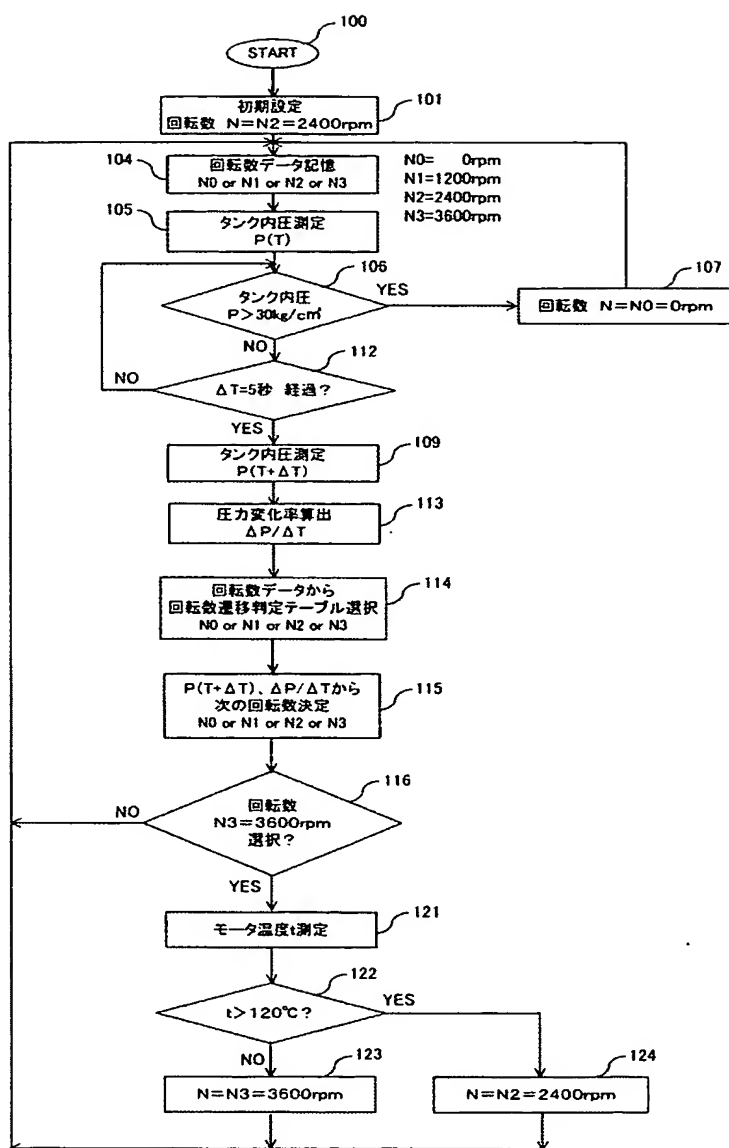 100
START
初期設定
回転数 N=N2=2400rpm
101
104
回転数データ記憶
N0 or N1 or N2 or N3
N0= 0rpm
N1=1200rpm
N2=2400rpm
N3=3600rpm
105
タンク内圧測定
P(T)
106
タンク内圧
P>30kg/c㎡
YES
107
回転数 N=N0=0rpm
NO
112
NO
ΔT=5秒 経過?
YES
タンク内圧測定
P(T+ΔT)
109
圧力変化率算出
ΔP/ΔT
113
回転数データから
回転数遷移判定テーブル選択
N0 or N1 or N2 or N3
114
P(T+ΔT)、ΔP/ΔTから
次の回転数決定
N0 or N1 or N2 or N3
115
116
NO
回転数
N3=3600rpm
選択?
YES
モータ温度t測定
121
122
t>120℃?
YES
NO
123
N=N3=3600rpm
124
N=N2=2400rpm